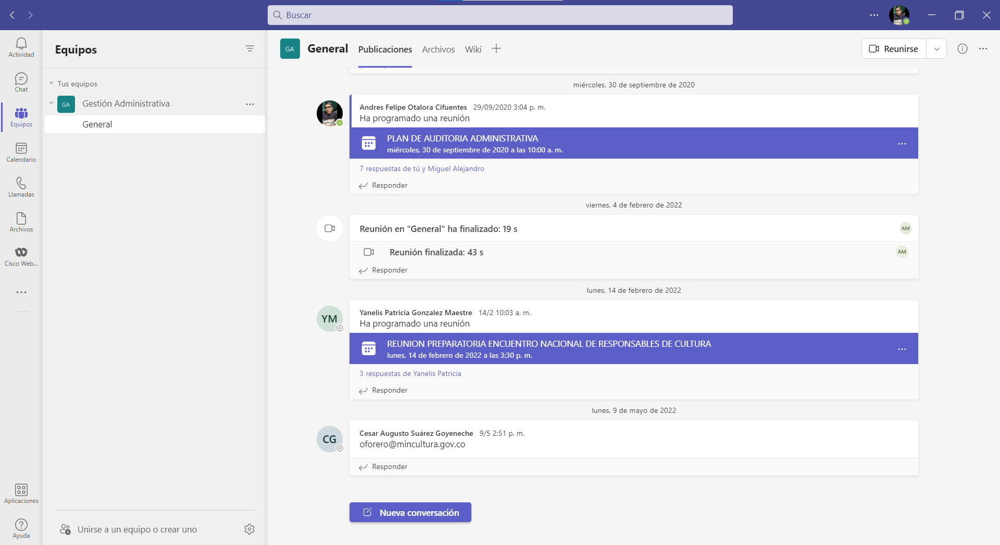 Buscar
Actividad
Chat
Equipos
Calendario
Llamadas
Archivos
Cisco Web...
Aplicaciones
Ayuda
Equipos
Tus equipos
GA Gestión Administrativa
General
Unirse a un equipo o crear uno
GA General Publicaciones Archivos Wiki
Reunirse
miércoles, 30 de septiembre de 2020
Andres Felipe Otalora Cifuentes 29/09/2020 3:04 p. m.
Ha programado una reunión
PLAN DE AUDITORIA ADMINISTRATIVA
miércoles, 30 de septiembre de 2020 a las 10:00 a. m.
7 respuestas de tú y Miguel Alejandro
Responder
viernes, 4 de febrero de 2022
Reunión en "General" ha finalizado: 19 s AM
Reunión finalizada: 43 s AM
Responder
lunes, 14 de febrero de 2022
YM
Yanelis Patricia Gonzalez Maestre 14/2 10:03 a. m.
Ha programado una reunión
REUNION PREPARATORIA ENCUENTRO NACIONAL DE RESPONSABLES DE CULTURA
lunes, 14 de febrero de 2022 a las 3:30 p. m.
3 respuestas de Yanelis Patricia
Responder
lunes, 9 de mayo de 2022
CG
Cesar Augusto Suárez Goyeneche 9/5 2:51 p. m.
oforero@mincultura.gov.co
Responder
Nueva conversación